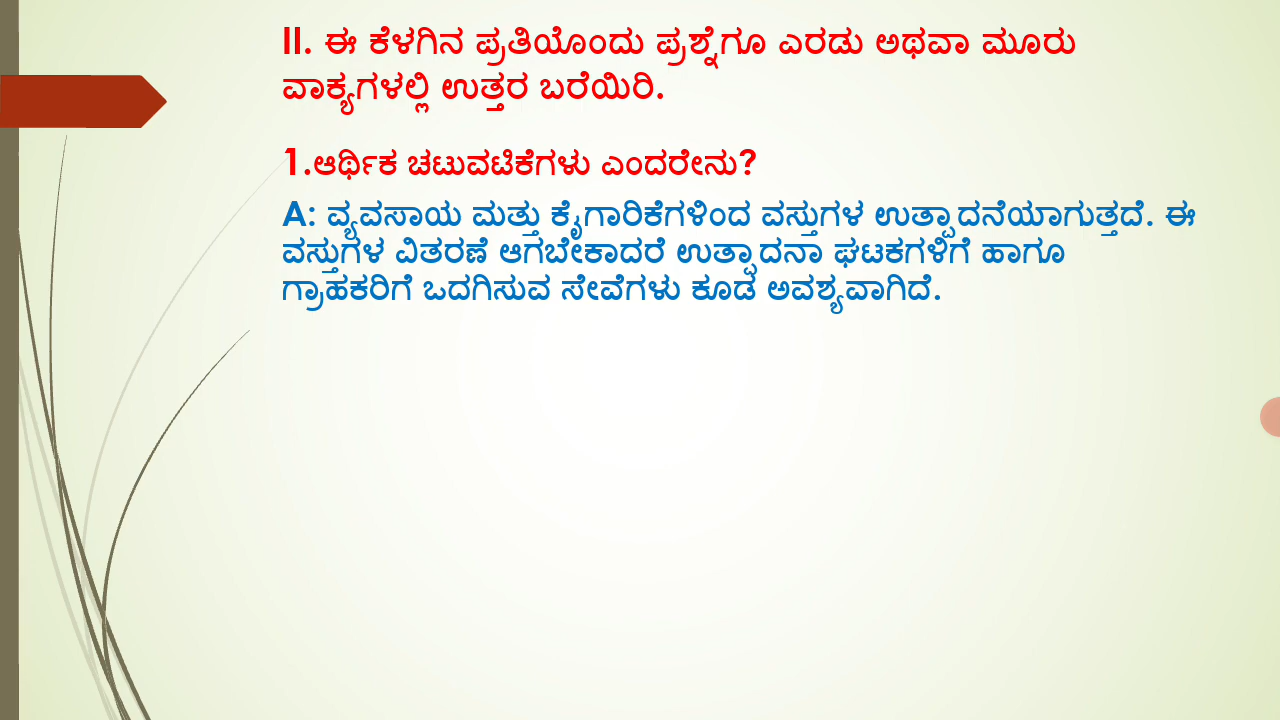 II. ಈ ಕೆಳಗಿನ ಪ್ರತಿಯೊಂದು ಪ್ರಶ್ನೆಗೂ ಎರಡು ಅಥವಾ ಮೂರು
ವಾಕ್ಯಗಳಲ್ಲಿ ಉತ್ತರ ಬರೆಯಿರಿ.
1.ಆರ್ಥಿಕ ಚಟುವಟಿಕೆಗಳು ಎಂದರೇನು?
A: ವ್ಯವಸಾಯ ಮತ್ತು ಕೈಗಾರಿಕೆಗಳಿಂದ ವಸ್ತುಗಳ ಉತ್ಪಾದನೆಯಾಗುತ್ತದೆ. ಈ
ವಸ್ತುಗಳ ವಿತರಣೆ ಆಗಬೇಕಾದರೆ ಉತ್ಪಾದನಾ ಘಟಕಗಳಿಗೆ ಹಾಗೂ
ಗ್ರಾಹಕರಿಗೆ ಒದಗಿಸುವ ಸೇವೆಗಳು ಕೂಡ ಅವಶ್ಯವಾಗಿದೆ.